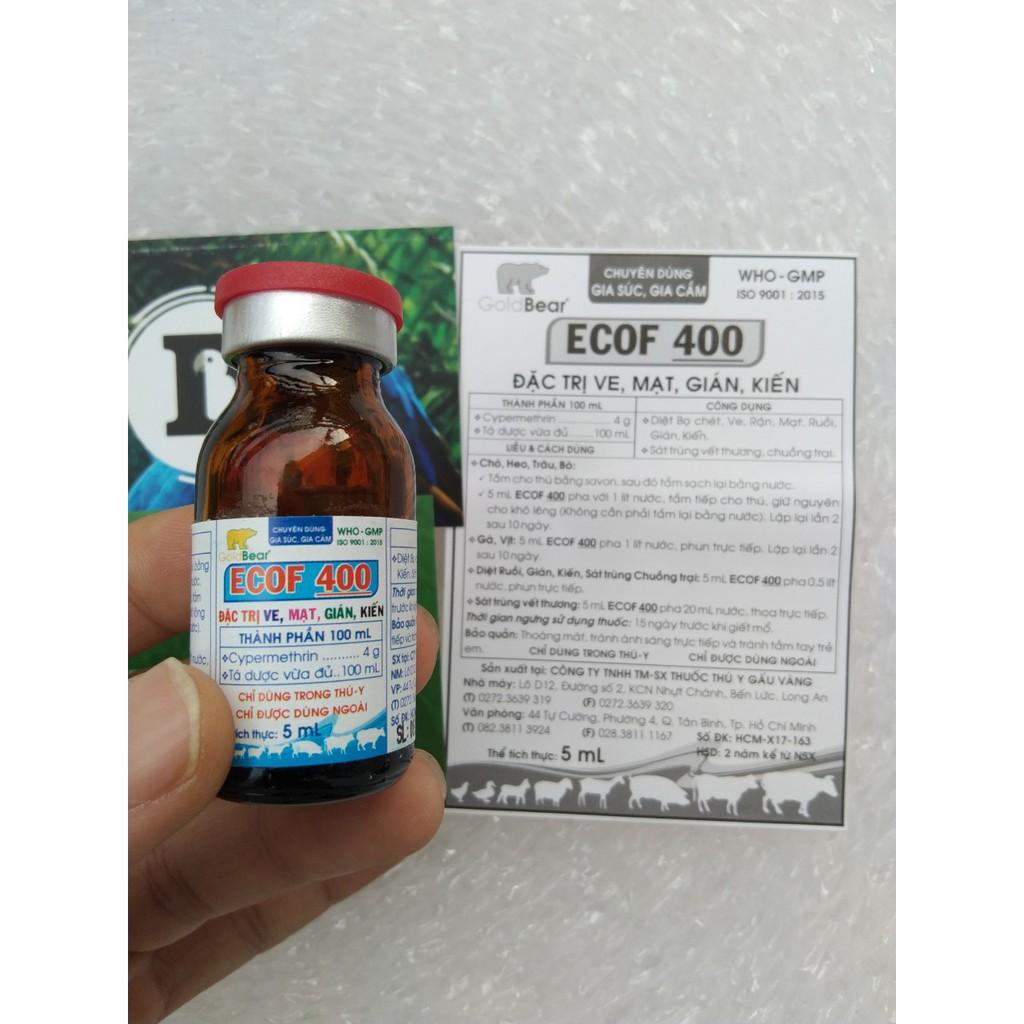 GoldBear
CHUYÊN DÙNG
GIA SÚC, GIA CẦM
WHO - GMP
ISO 9001 : 2015
ECOF 400
ĐẶC TRỊ VE, MẠT, GIÁN, KIẾN
THÀNH PHẦN 100 mL
❖Cypermethrin .......... 4 g
❖Tá dược vừa đủ..100 mL
CHỈ DÙNG TRONG THÚ-Y
CHỈ ĐƯỢC DÙNG NGOÀI
tích thực: 5 mL
GoldBear
CHUYÊN DÙNG
GIA SÚC, GIA CẦM
WHO - GMP
ISO 9001 : 2015
ECOF 400
ĐẶC TRỊ VE, MẠT, GIÁN, KIẾN
THÀNH PHẦN 100 mL
❖Cypermethrin .......... 4 g
❖Tá dược vừa đủ.......100 mL
CÔNG DỤNG
❖Diệt Bọ chét, Ve, Rận, Mạt, Ruồi,
Gián, Kiến.
❖Sát trùng vết thương, chuồng trại.
LIỀU & CÁCH DÙNG
❖Chó, Heo, Trâu, Bò:
✓ Tắm cho thú bằng savon, sau đó tắm sạch lại bằng nước.
✓ 5 mL ECOF 400 pha với 1 lít nước, tắm tiếp cho thú, giữ nguyên
cho khô lông (Không cần phải tắm lại bằng nước). Lặp lại lần 2
sau 10 ngày.
❖Gà, Vịt: 5 mL ECOF 400 pha 1 lít nước, phun trực tiếp. Lặp lại lần 2
sau 10 ngày.
❖Diệt Ruồi, Gián, Kiến, Sát trùng Chuồng trại: 5 mL ECOF 400 pha 0.5 lít
nước, phun trực tiếp.
❖Sát trùng vết thương: 5 mL ECOF 400 pha 20 mL nước, thoa trực tiếp.
Thời gian ngưng sử dụng thuốc: 15 ngày trước khi giết mổ.
Bảo quản: Thoáng mát, tránh ánh sáng trực tiếp và tránh tầm tay trẻ
em. CHỈ DÙNG TRONG THÚ-Y CHỈ ĐƯỢC DÙNG NGOÀI
Sản xuất tại: CÔNG TY TNHH TM-SX THUỐC THÚ Y GẤU VÀNG
Nhà máy: Lô D12, Đường số 2, KCN Nhựt Chánh, Bến Lức, Long An
(T) 0272.3639 319 (F) 0272.3639 320
Văn phòng: 44 Tự Cường, Phường 4, Q. Tân Bình, Tp. Hồ Chí Minh
(T) 082.3811 3924 (F) 028.3811 1167 Số ĐK: HCM-X17-163
Thể tích thực: 5 mL HSD: 2 năm kể từ NSX